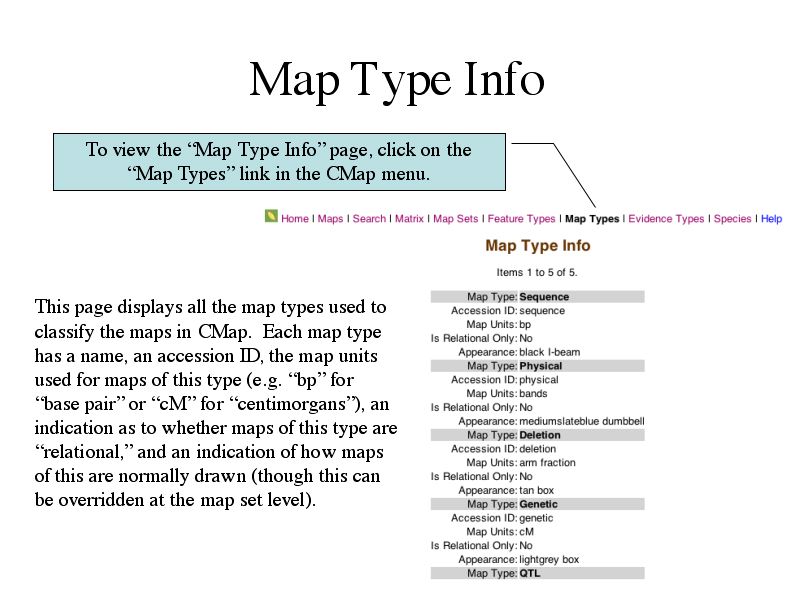 Map Type Info
To view the “Map Type Info” page, click on the
“Map Types” link in the CMap menu.
Home | Maps | Search | Matrix | Map Sets | Feature Types | Map Types | Evidence Types | Species | Help
Map Type Info
Items 1 to 5 of 5.
This page displays all the map types used to
classify the maps in CMap.  Each map type
has a name, an accession ID, the map units
used for maps of this type (e.g. “bp” for
“base pair” or “cM” for “centimorgans”), an
indication as to whether maps of this type are
“relational,” and an indication of how maps
of this are normally drawn (though this can
be overridden at the map set level).
Map Type: Sequence
Accession ID: sequence
Map Units: bp
Is Relational Only: No
Appearance: black I-beam
Map Type: Physical
Accession ID: physical
Map Units: bands
Is Relational Only: No
Appearance: mediumslateblue dumbbell
Map Type: Deletion
Accession ID: deletion
Map Units: arm fraction
Is Relational Only: No
Appearance: tan box
Map Type: Genetic
Accession ID: genetic
Map Units: cM
Is Relational Only: No
Appearance: lightgrey box
Map Type: QTL